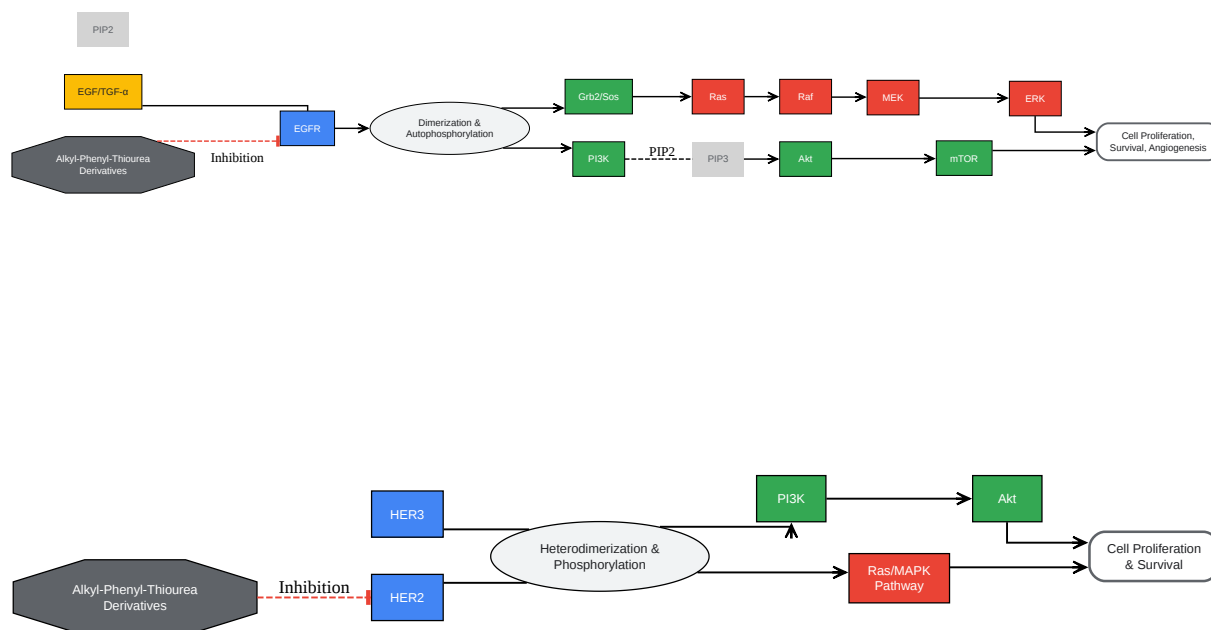 PIP2
EGF/TGF-α
Grb2/Sos
Ras
Raf
MEK
ERK
EGFR
Dimerization &
Autophosphorylation
Cell Proliferation,
Survival, Angiogenesis
Alkyl-Phenyl-Thiourea
Derivatives
Inhibition
PI3K
PIP2
PIP3
Akt
mTOR
HER3
PI3K
Akt
Heterodimerization &
Phosphorylation
Cell Proliferation
& Survival
Alkyl-Phenyl-Thiourea
Derivatives
Inhibition
HER2
Ras/MAPK
Pathway